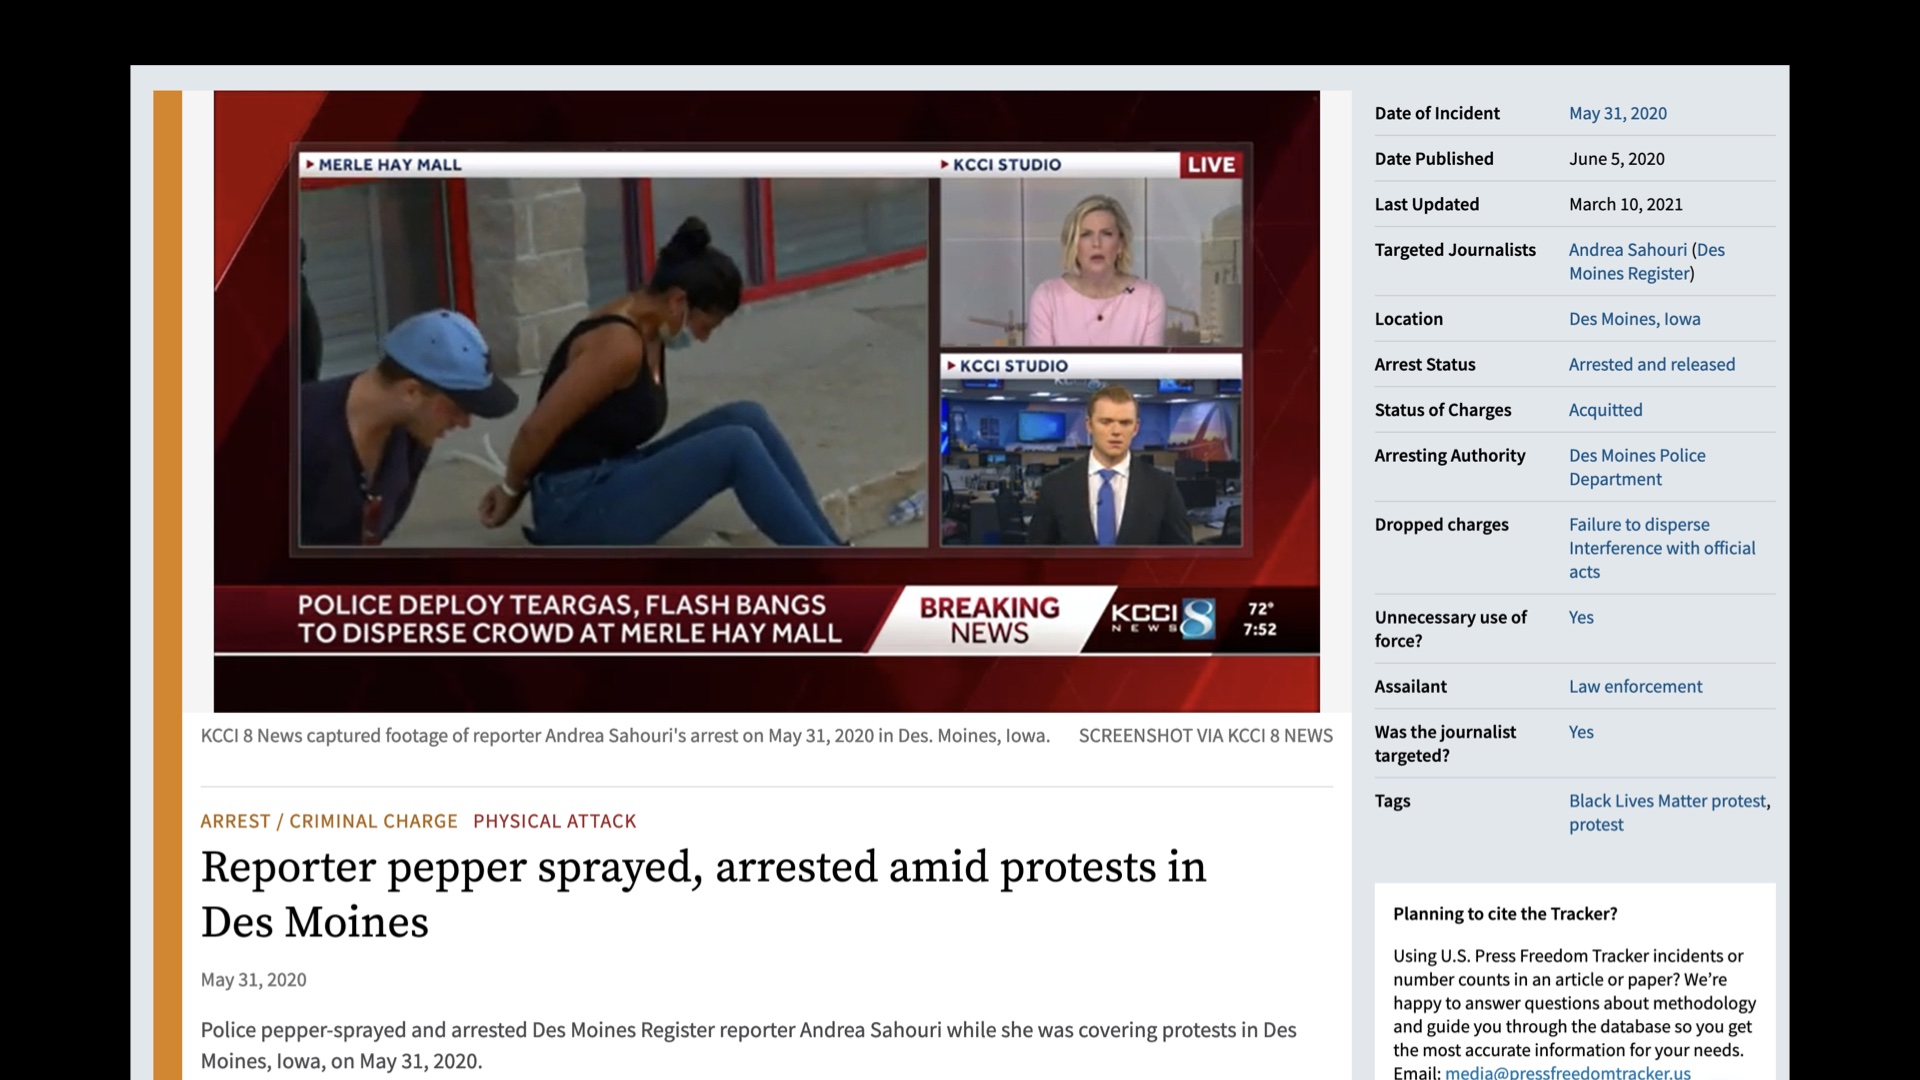 MERLE HAY MALL
KCCI STUDIO
LIVE
KCCI STUDIO
POLICE DEPLOY TEARGAS, FLASH BANGS
TO DISPERSE CROWD AT MERLE HAY MALL
BREAKING
NEWS
KCCI 8
NEWS
72°
7:52
KCCI 8 News captured footage of reporter Andrea Sahouri's arrest on May 31, 2020 in Des. Moines, Iowa.
SCREENSHOT VIA KCCI 8 NEWS
ARREST / CRIMINAL CHARGE PHYSICAL ATTACK
Reporter pepper sprayed, arrested amid protests in
Des Moines
May 31, 2020
Police pepper-sprayed and arrested Des Moines Register reporter Andrea Sahouri while she was covering protests in Des
Moines, Iowa, on May 31, 2020.
Date of Incident May 31, 2020
Date Published June 5, 2020
Last Updated March 10, 2021
Targeted Journalists Andrea Sahouri (Des
Moines Register)
Location Des Moines, Iowa
Arrest Status Arrested and released
Status of Charges Acquitted
Arresting Authority Des Moines Police
Department
Dropped charges Failure to disperse
Interference with official
acts
Unnecessary use of Yes
force?
Assailant Law enforcement
Was the journalist Yes
targeted?
Tags Black Lives Matter protest,
protest
Planning to cite the Tracker?
Using U.S. Press Freedom Tracker incidents or
number counts in an article or paper? We're
happy to answer questions about methodology
and guide you through the database so you get
the most accurate information for your needs.
Email: media@pressfreedomtracker.us